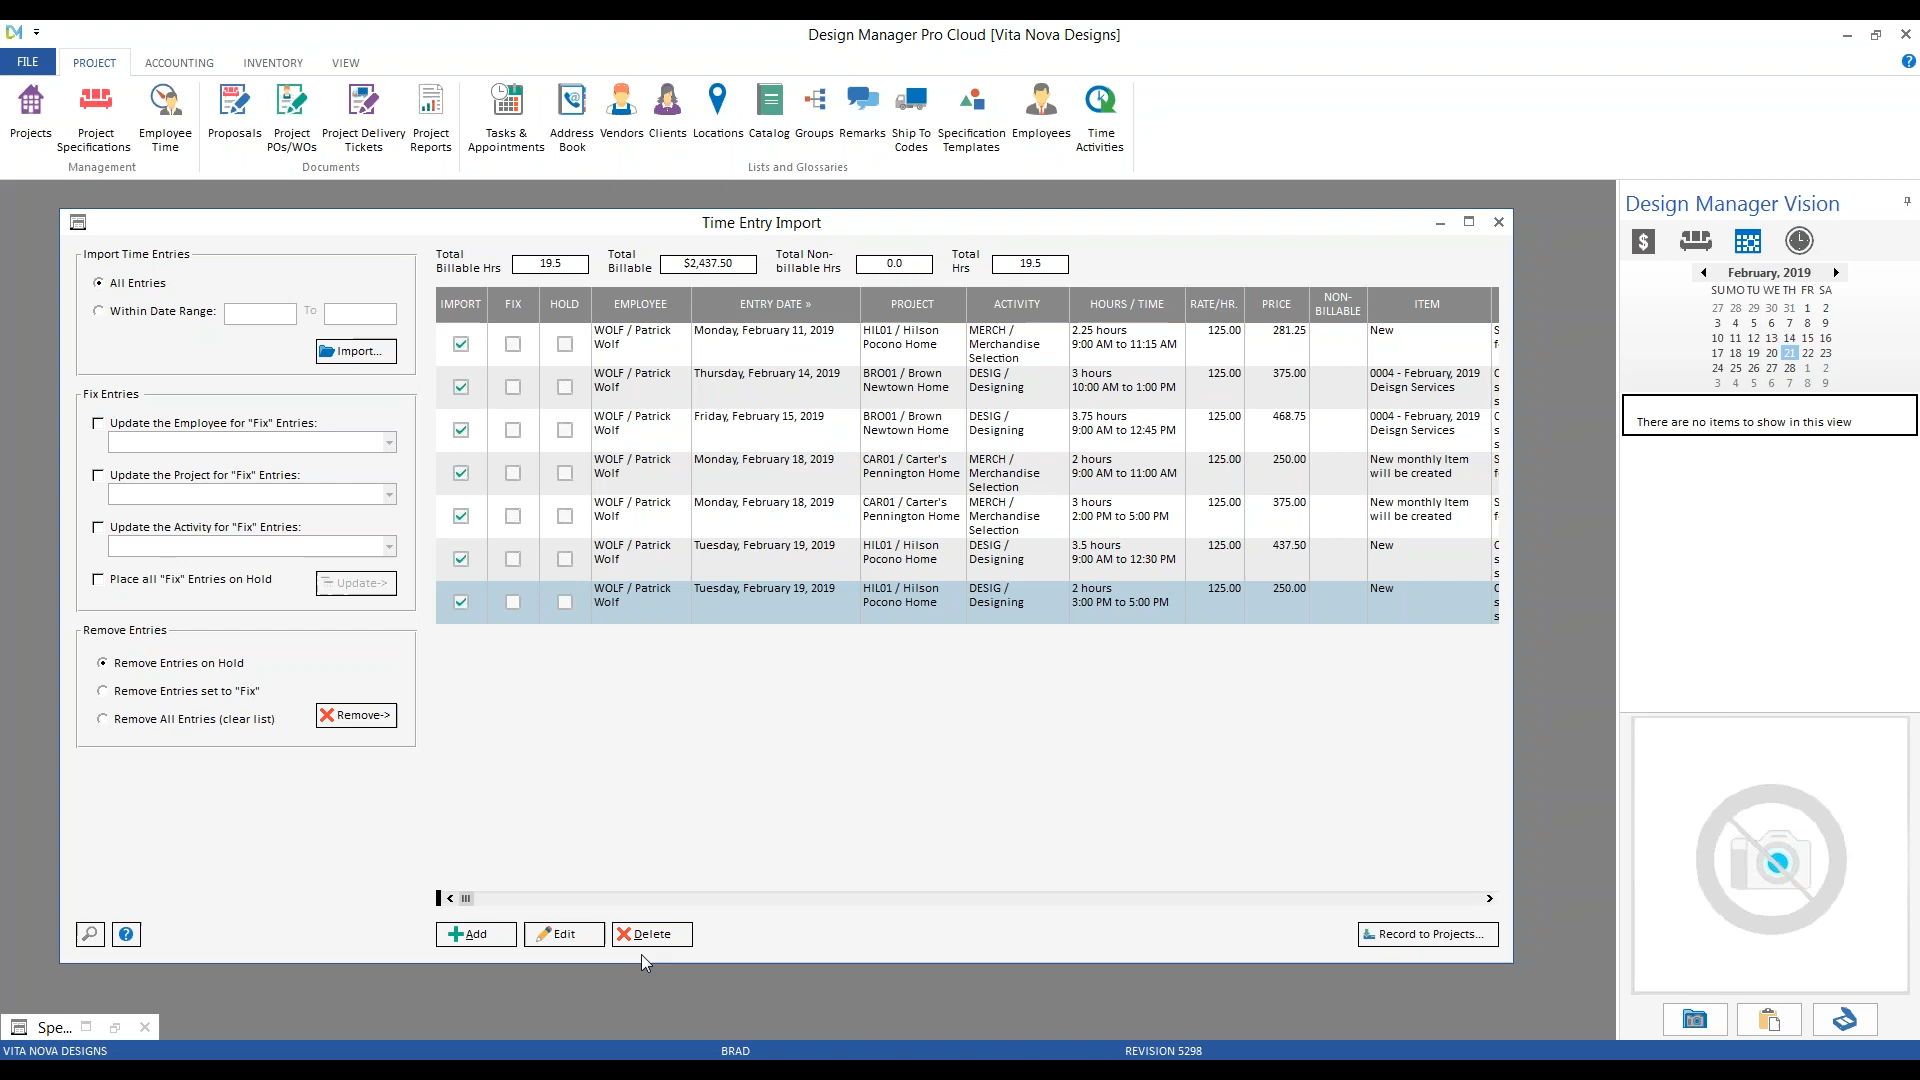 Design Manager Pro Cloud [Vita Nova Designs]
FILE PROJECT ACCOUNTING INVENTORY VIEW
Projects
Project Specifications
Employee Time
Management
Proposals
Project POs/WOs
Project Delivery Tickets
Project Reports
Documents
Tasks & Appointments
Address Book
Vendors
Clients
Locations
Catalog
Groups
Remarks
Ship To Codes
Specification Templates
Employees
Time Activities
Lists and Glossaries
Time Entry Import
Import Time Entries
All Entries
Within Date Range: To
Import...
Fix Entries
Update the Employee for "Fix" Entries:
Update the Project for "Fix" Entries:
Update the Activity for "Fix" Entries:
Place all "Fix" Entries on Hold
Update->
Remove Entries
Remove Entries on Hold
Remove Entries set to "Fix"
Remove All Entries (clear list)
Remove->
Total Billable Hrs 19.5
Total Billable $2,437.50
Total Non-billable Hrs 0.0
Total Hrs 19.5
IMPORT FIX HOLD EMPLOYEE ENTRY DATE » PROJECT ACTIVITY HOURS / TIME RATE/HR. PRICE NON-BILLABLE ITEM
WOLF / Patrick Wolf Monday, February 11, 2019 HIL01 / Hilson Pocono Home MERCH / Merchandise Selection 2.25 hours 9:00 AM to 11:15 AM 125.00 281.25 New
WOLF / Patrick Wolf Thursday, February 14, 2019 BRO01 / Brown Newtown Home DESIG / Designing 3 hours 10:00 AM to 1:00 PM 125.00 375.00 0004 - February, 2019 Deisgn Services
WOLF / Patrick Wolf Friday, February 15, 2019 BRO01 / Brown Newtown Home DESIG / Designing 3.75 hours 9:00 AM to 12:45 PM 125.00 468.75 0004 - February, 2019 Deisgn Services
WOLF / Patrick Wolf Monday, February 18, 2019 CAR01 / Carter's Pennington Home MERCH / Merchandise Selection 2 hours 9:00 AM to 11:00 AM 125.00 250.00 New monthly Item will be created
WOLF / Patrick Wolf Monday, February 18, 2019 CAR01 / Carter's Pennington Home MERCH / Merchandise Selection 3 hours 2:00 PM to 5:00 PM 125.00 375.00 New monthly Item will be created
WOLF / Patrick Wolf Tuesday, February 19, 2019 HIL01 / Hilson Pocono Home DESIG / Designing 3.5 hours 9:00 AM to 12:30 PM 125.00 437.50 New
WOLF / Patrick Wolf Tuesday, February 19, 2019 HIL01 / Hilson Pocono Home DESIG / Designing 2 hours 3:00 PM to 5:00 PM 125.00 250.00 New
Add Edit Delete Record to Projects...
Design Manager Vision
February, 2019
SU MO TU WE TH FR SA
27 28 29 30 31 1 2
3 4 5 6 7 8 9
10 11 12 13 14 15 16
17 18 19 20 21 22 23
24 25 26 27 28 1 2
3 4 5 6 7 8 9
There are no items to show in this view
Spe...
VITA NOVA DESIGNS BRAD REVISION 5298